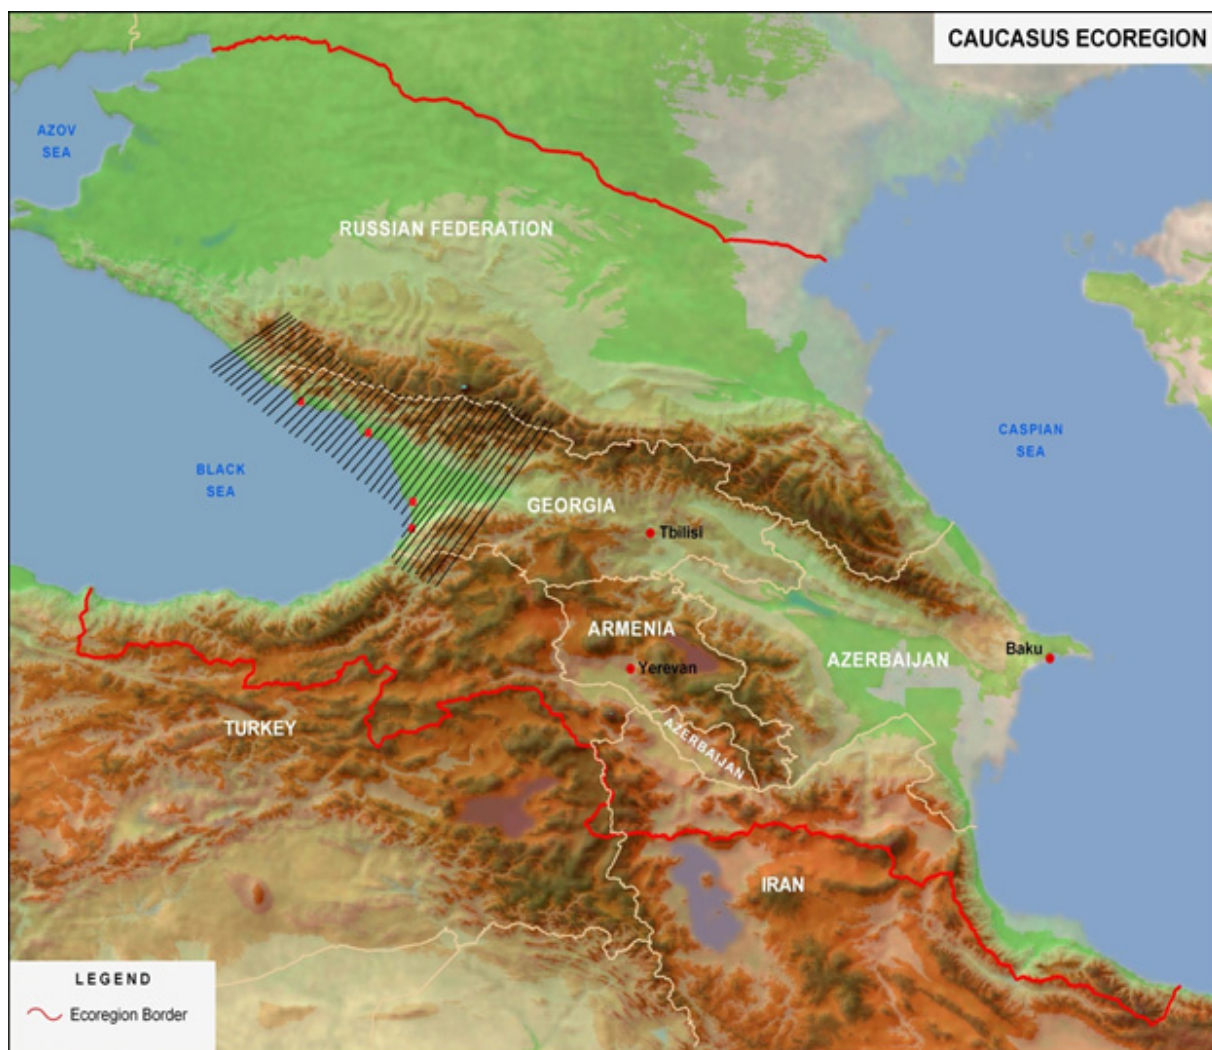 CAUCASUS ECOREGION
AZOV
SEA
RUSSIAN FEDERATION
CASPIAN
SEA
BLACK
SEA
GEORGIA
Tbilisi
ARMENIA
AZERBAIJAN
Baku
Yerevan
TURKEY
AZERBAIJAN
IRAN
LEGEND
Ecoregion Border